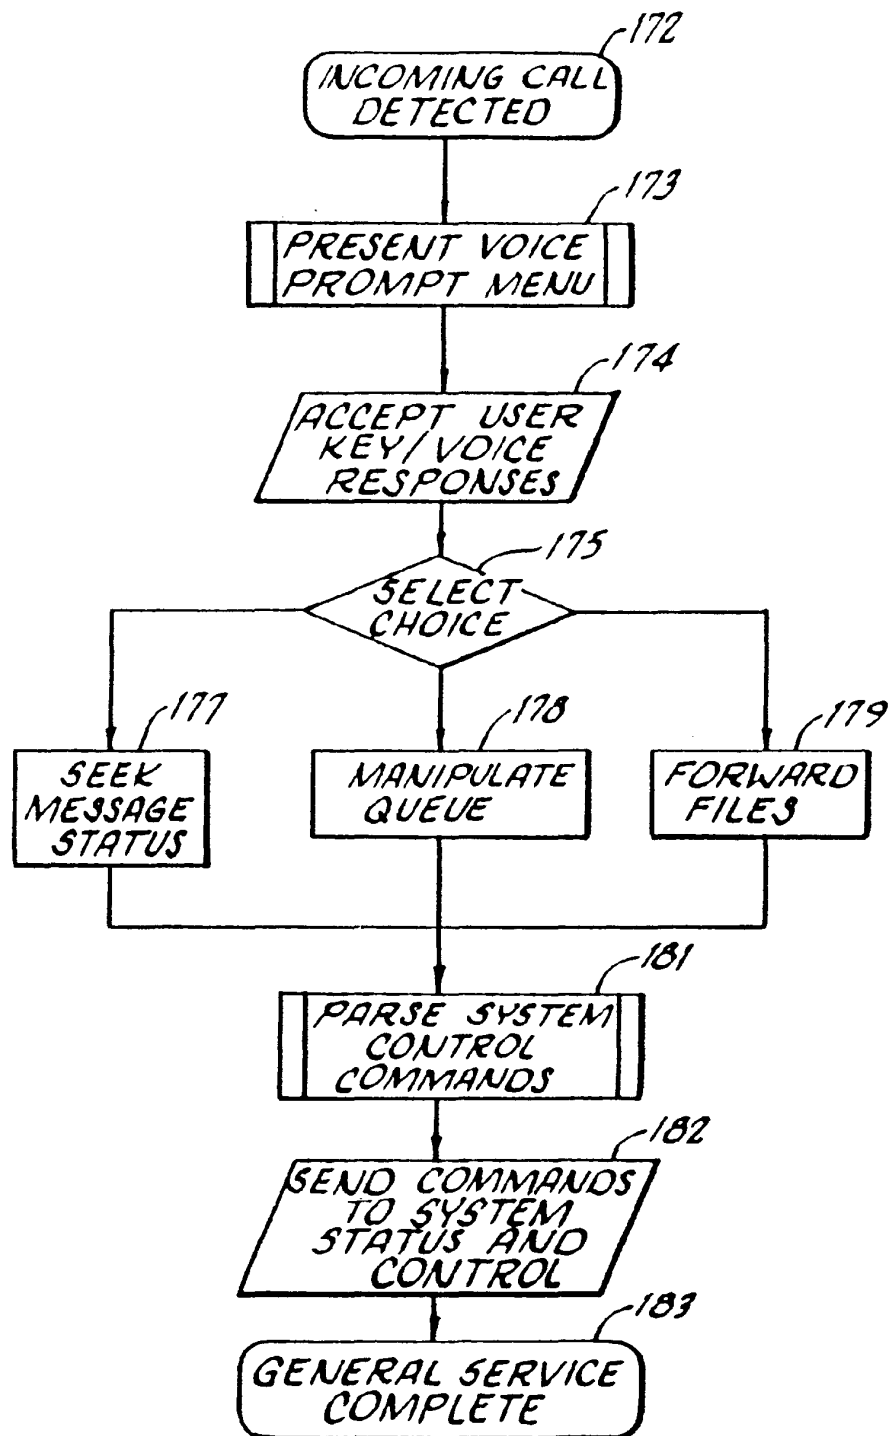 172
INCOMING CALL
DETECTED
173
PRESENT VOICE
PROMPT MENU
174
ACCEPT USER
KEY/VOICE
RESPONSES
175
SELECT
CHOICE
177
SEEK
MESSAGE
STATUS
178
MANIPULATE
QUEUE
179
FORWARD
FILES
181
PARSE SYSTEM
CONTROL
COMMANDS
182
SEND COMMANDS
TO SYSTEM
STATUS AND
CONTROL
183
GENERAL SERVICE
COMPLETE